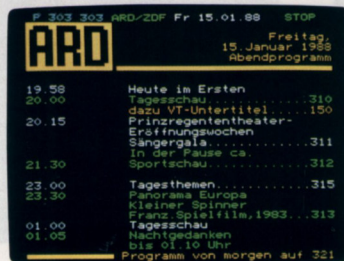 P 303 303 ARD/ZDF Fr 15.01.88 STOP
ARD
Freitag,
15.Januar 1988
Abendprogramm
19.58 Heute im Ersten
20.00 Tagesschau..........310
dazu VT-Untertitel.....150
20.15 Prinzregententheater-
Eröffnungswochen
Sängergala............311
In der Pause ca.
21.30 Sportschau...........312
23.00 Tagesthemen..........315
23.30 Panorama Europa
Kleiner Spinner
Franz.Spielfilm,1983...313
01.00 Tagesschau
01.05 Nachtgedanken
bis 01.10 Uhr
Programm von morgen auf 321